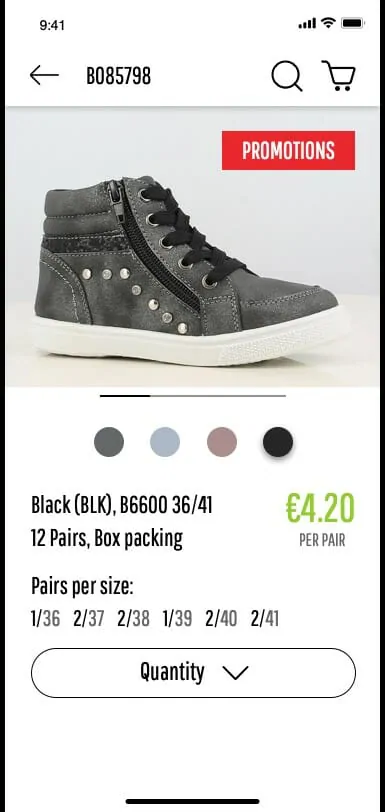 9:41
B085798
PROMOTIONS
Black (BLK), B6600 36/41
€4.20
12 Pairs, Box packing
PER PAIR
Pairs per size:
1/36 2/37 2/38 1/39 2/40 2/41
Quantity